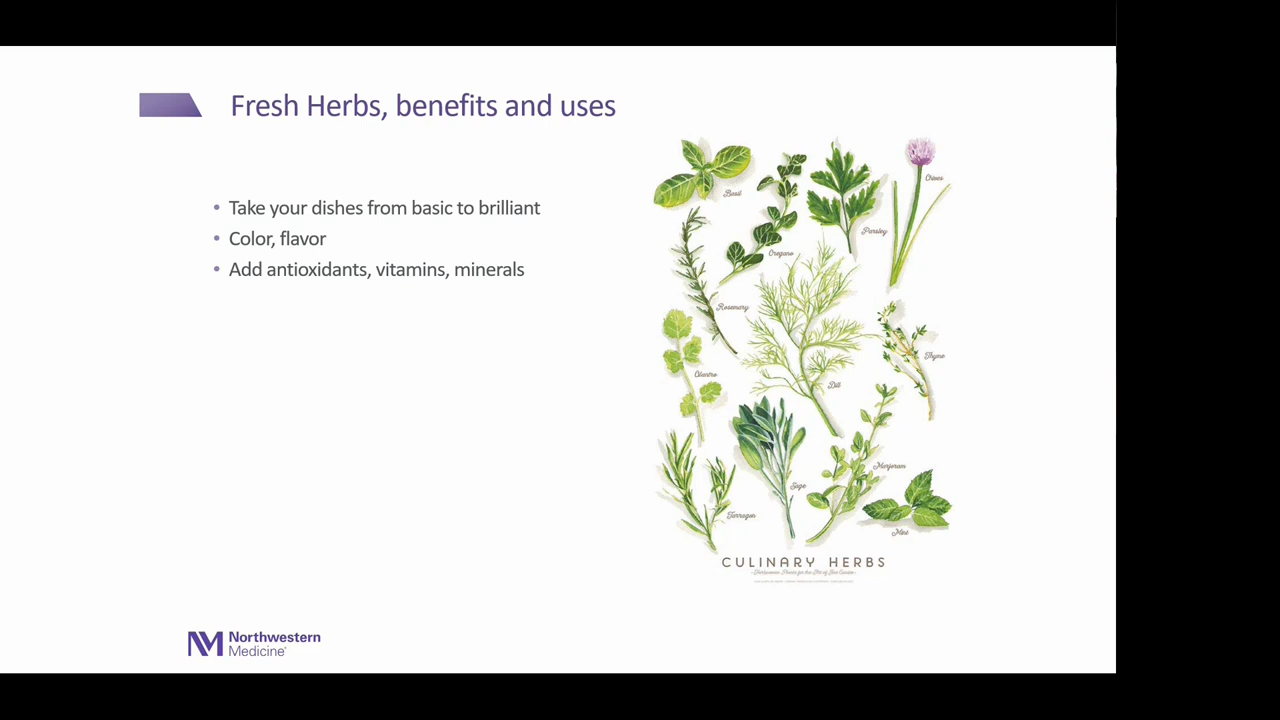 Fresh Herbs, benefits and uses
• Take your dishes from basic to brilliant
• Color, flavor
• Add antioxidants, vitamins, minerals
Basil
Oregano
Parsley
Chives
Rosemary
Cilantro
Dill
Thyme
Tarragon
Sage
Marjoram
Mint
CULINARY HERBS
Northwestern
Medicine®